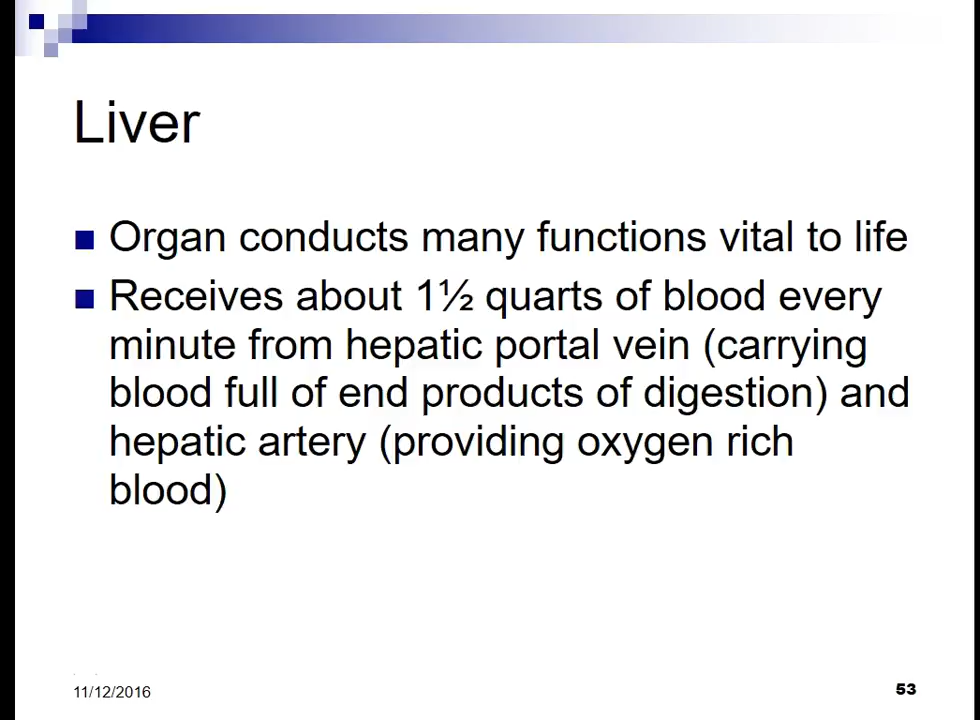 Liver
Organ conducts many functions vital to life
Receives about 1½ quarts of blood every
minute from hepatic portal vein (carrying
blood full of end products of digestion) and
hepatic artery (providing oxygen rich
blood)
11/12/2016
53